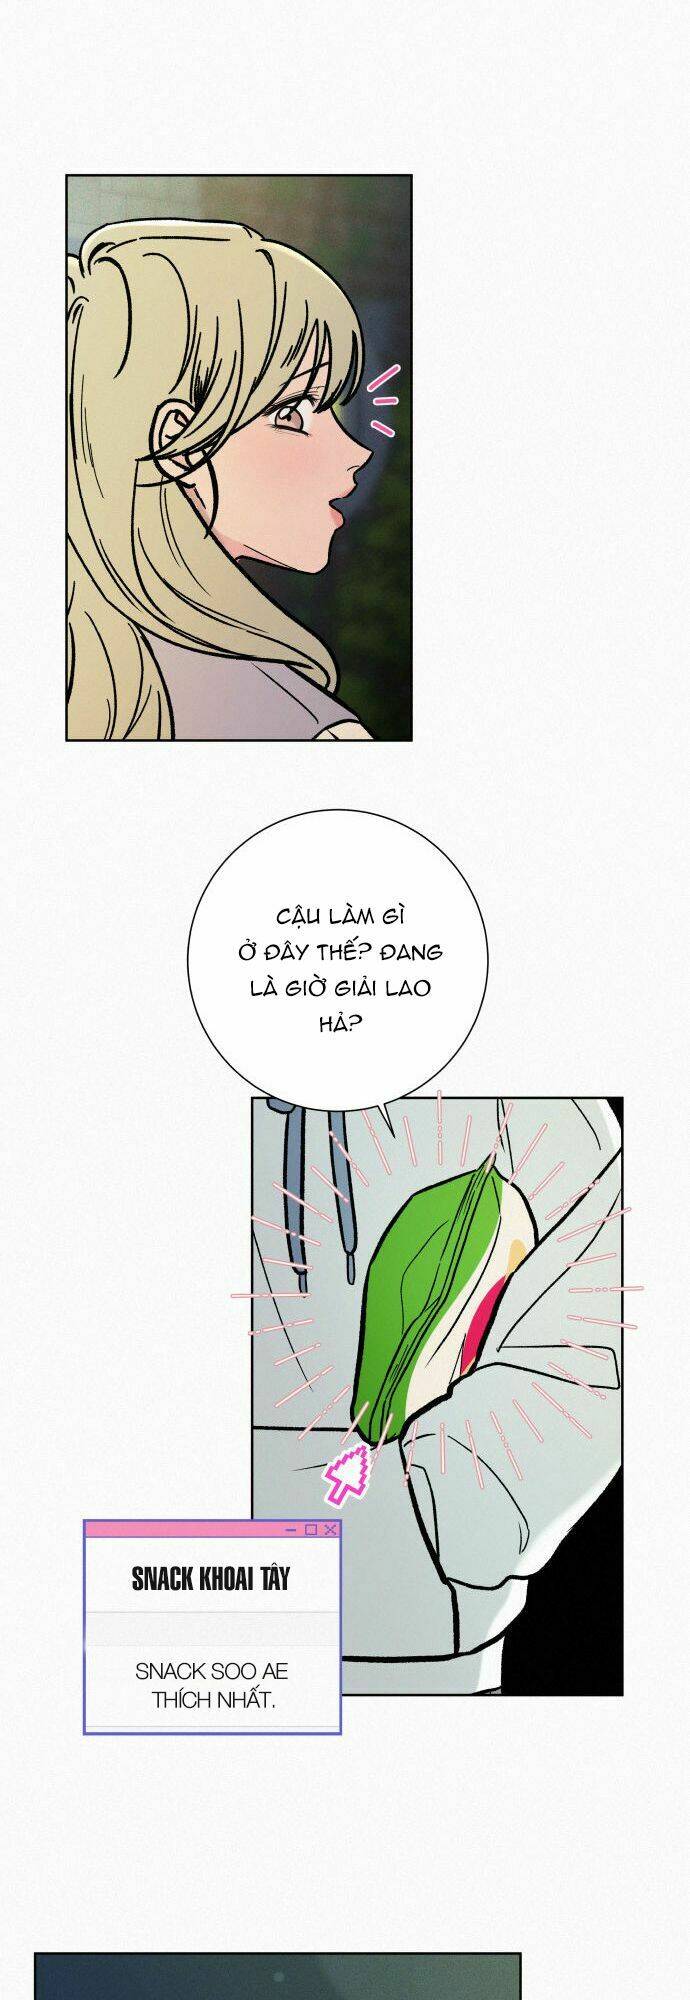 CẬU LÀM GÌ
Ở ĐÂY THẾ? ĐANG
LÀ GIỜ GIẢI LAO
HẢ?
SNACK KHOAI TÂY
SNACK SOO AE
THÍCH NHẤT.